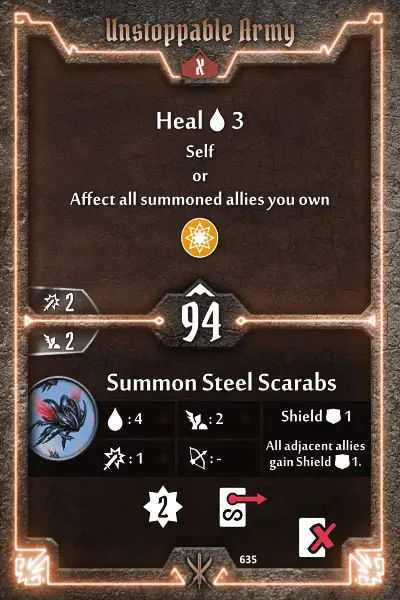 Unstoppable Army
X
Heal 3
Self
or
Affect all summoned allies you own
2
94
2
Summon Steel Scarabs
: 4
: 2
Shield 1
: 1
: -
All adjacent allies
gain Shield 1.
2
635